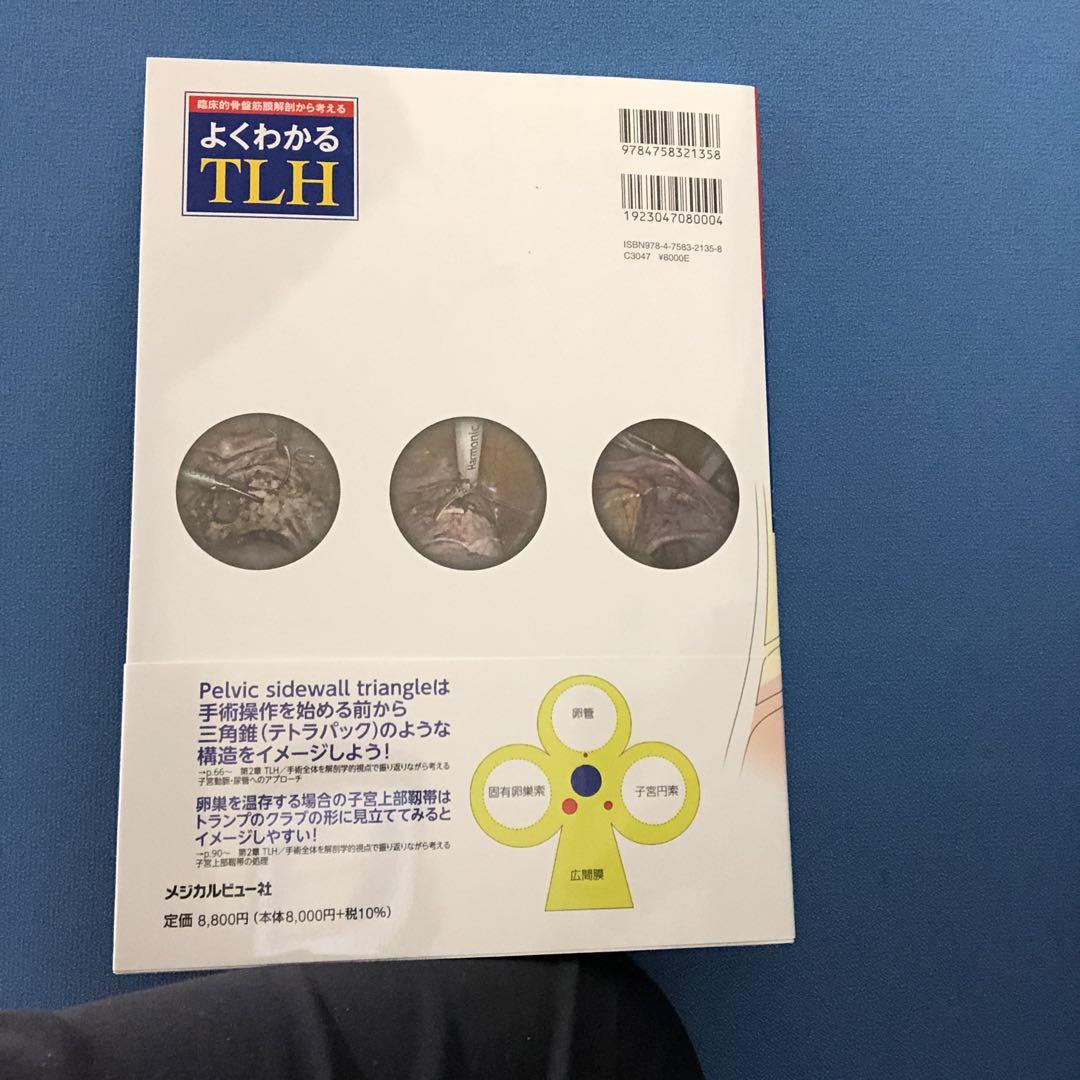 臨床的骨盤筋膜解剖から考える
よくわかる
TLH
9784758321358
1923047080004
ISBN978-4-7583-2135-8
C3047 ¥8000E
Harmonic
Pelvic sidewall triangleは
手術操作を始める前から
三角錐(テトラパック)のような
構造をイメージしよう!
→p.66~ 第2章 TLH/手術全体を解剖学的視点で振り返りながら考える
子宮動脈・尿管へのアプローチ
卵巣を温存する場合の子宮上部靱帯は
トランプのクラブの形に見立ててみると
イメージしやすい!
→p.90~ 第2章 TLH/手術全体を解剖学的視点で振り返りながら考える
子宮上部靱帯の処理
卵管
固有卵巣索
子宮円索
広間膜
メジカルビュー社
定価 8,800円(本体8,000円+税10%)